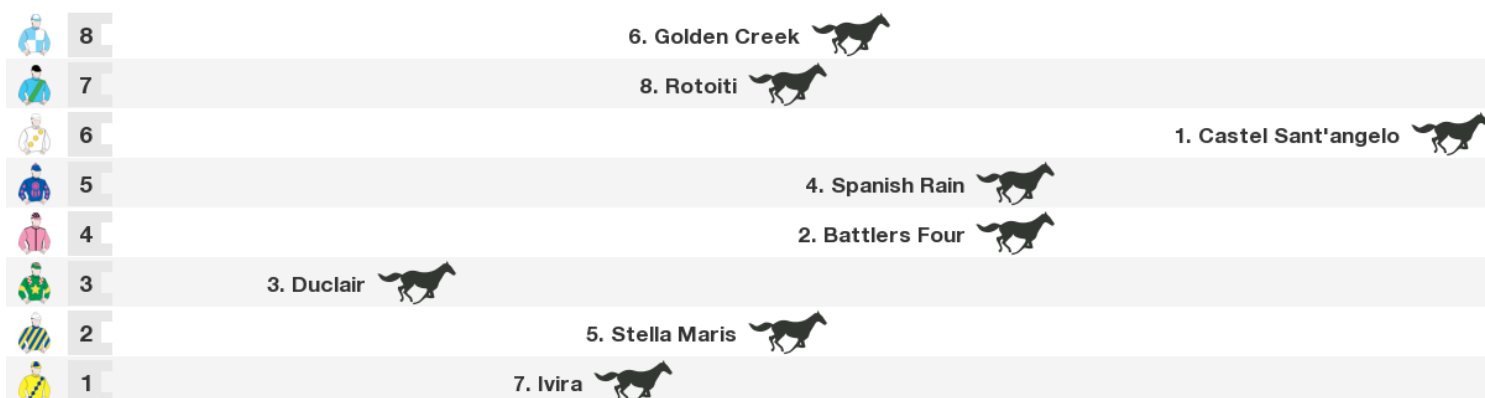 8 6. Golden Creek
7 8. Rotoiti
6 1. Castel Sant'angelo
5 4. Spanish Rain
4 2. Battlers Four
3 3. Duclair
2 5. Stella Maris
1 7. Ivira